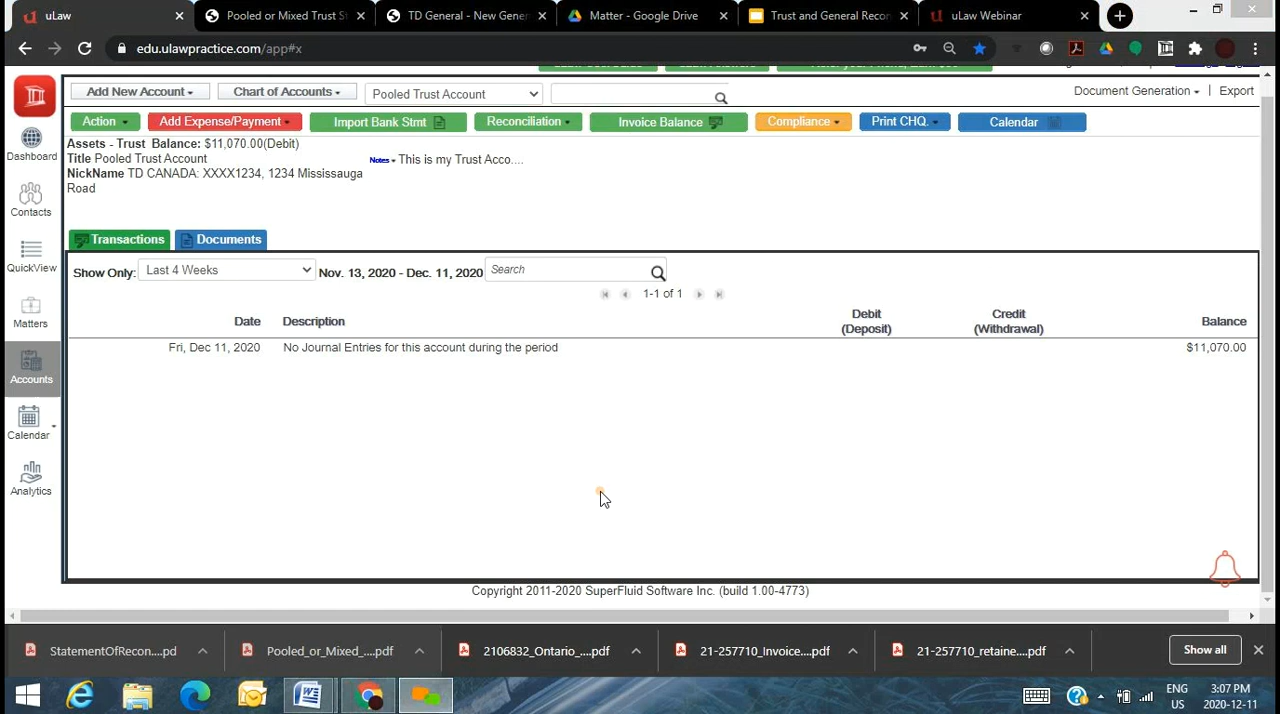 uLaw
Pooled or Mixed Trust St
TD General - New Gene
Matter - Google Drive
Trust and General Recon
uLaw Webinar
edu.ulawpractice.com/app#x
Add New Account
Chart of Accounts
Pooled Trust Account
Document Generation | Export
Action
Add Expense/Payment
Import Bank Stmt
Reconciliation
Invoice Balance
Compliance
Print CHQ.
Calendar
Assets - Trust Balance: $11,070.00(Debit)
Title Pooled Trust Account
Notes This is my Trust Acco....
NickName TD CANADA: XXXX1234, 1234 Mississauga
Road
Dashboard
Contacts
QuickView
Matters
Accounts
Calendar
Analytics
Transactions
Documents
Show Only: Last 4 Weeks Nov. 13, 2020 - Dec. 11, 2020 Search
1-1 of 1
Date Description Debit (Deposit) Credit (Withdrawal) Balance
Fri, Dec 11, 2020 No Journal Entries for this account during the period $11,070.00
Copyright 2011-2020 SuperFluid Software Inc. (build 1.00-4773)
StatementOfRecon....pd
Pooled_or_Mixed_....pdf
2106832_Ontario_....pdf
21-257710_Invoice....pdf
21-257710_retaine....pdf
Show all
ENG
US
3:07 PM
2020-12-11